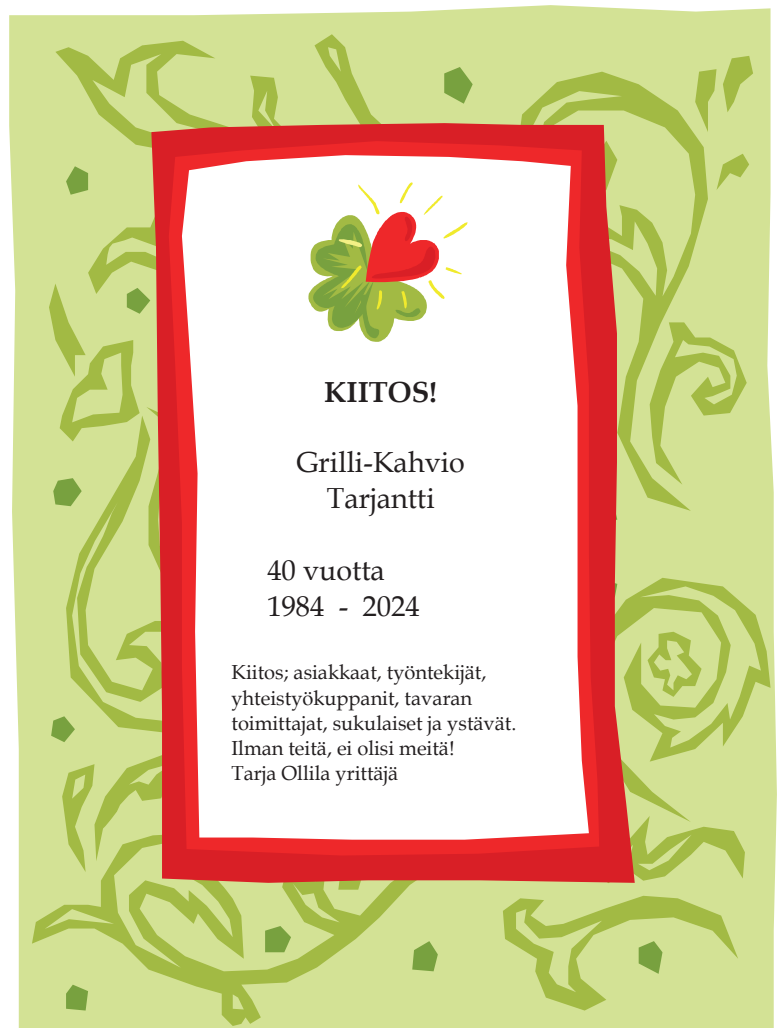 KIITOS!
Grilli-Kahvio
Tarjantti
40 vuotta
1984 - 2024
Kiitos; asiakkaat, työntekijät,
yhteistyökuppanit, tavaran
toimittajat, sukulaiset ja ystävät.
Ilman teitä, ei olisi meitä!
Tarja Ollila yrittäjä